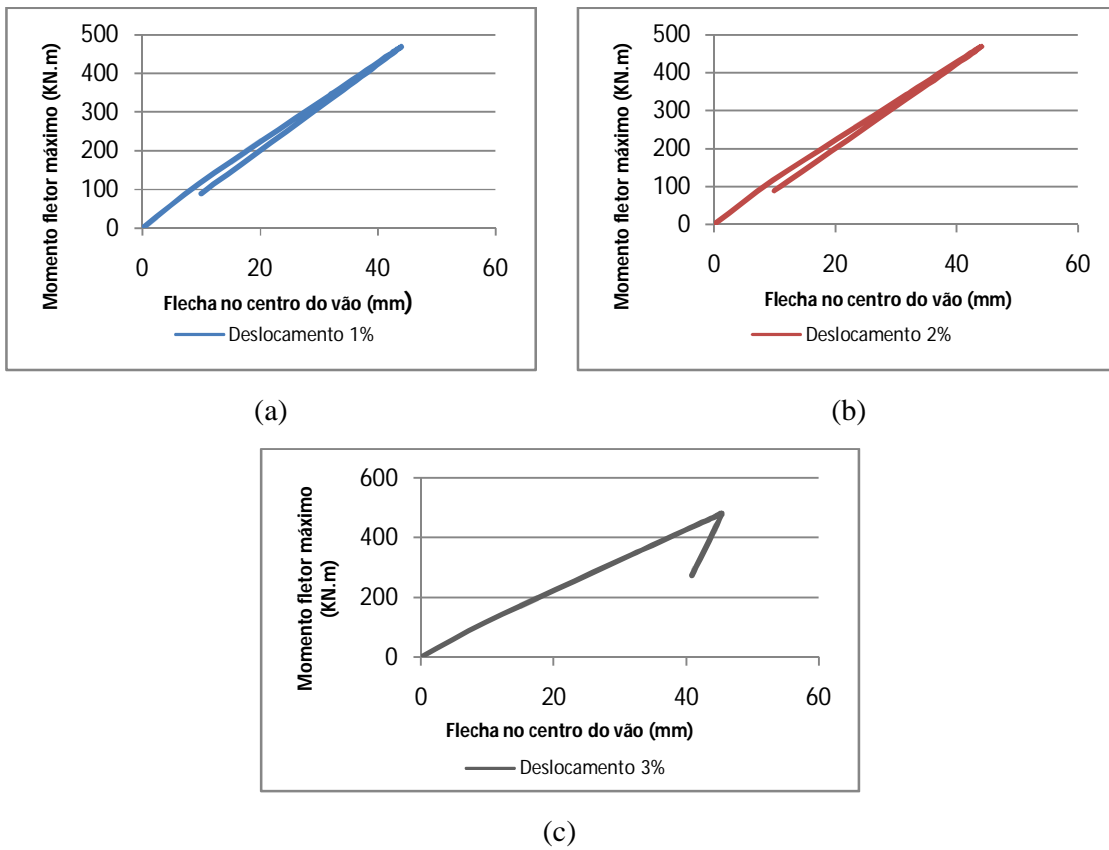 Momento fletor máximo (KN.m)
500
400
300
200
100
0
0 20 40 60
Flecha no centro do vão (mm)
Deslocamento 1%
(a)
Momento fletor máximo (KN.m)
500
400
300
200
100
0
0 20 40 60
Flecha no centro do vão (mm)
Deslocamento 2%
(b)
Momento fletor máximo
(KN.m)
600
400
200
0
0 20 40 60
Flecha no centro do vão (mm)
Deslocamento 3%
(c)